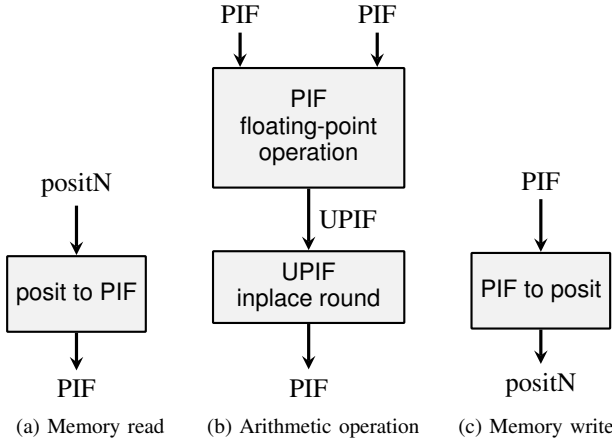 PIF PIF
PIF
floating-point
operation
UPIF
UPIF
inplace round
PIF
(b) Arithmetic operation
positN
posit to PIF
PIF
(a) Memory read
PIF
PIF to posit
positN
(c) Memory write